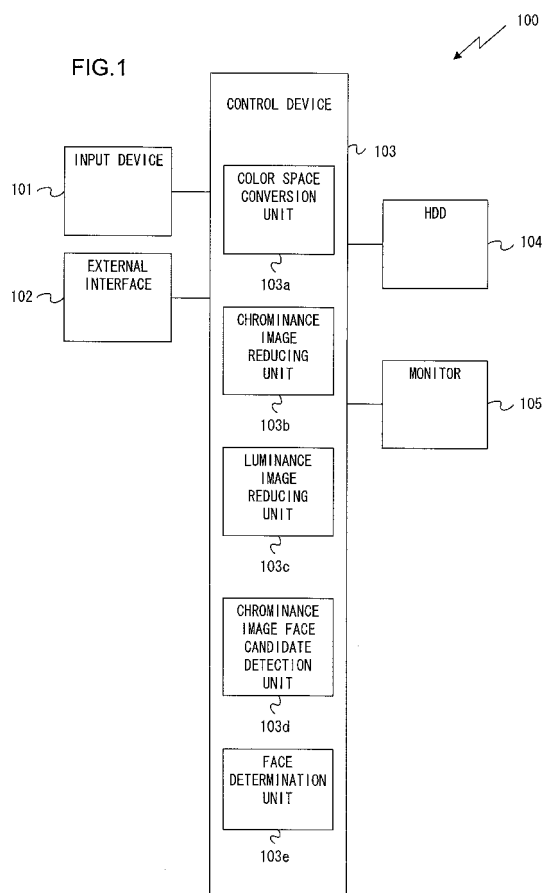 100
FIG.1
CONTROL DEVICE
103
INPUT DEVICE
101
COLOR SPACE
CONVERSION
UNIT
103a
HDD
104
EXTERNAL
INTERFACE
102
CHROMINANCE
IMAGE
REDUCING
UNIT
103b
MONITOR
105
LUMINANCE
IMAGE
REDUCING
UNIT
103c
CHROMINANCE
IMAGE FACE
CANDIDATE
DETECTION
UNIT
103d
FACE
DETERMINATION
UNIT
103e